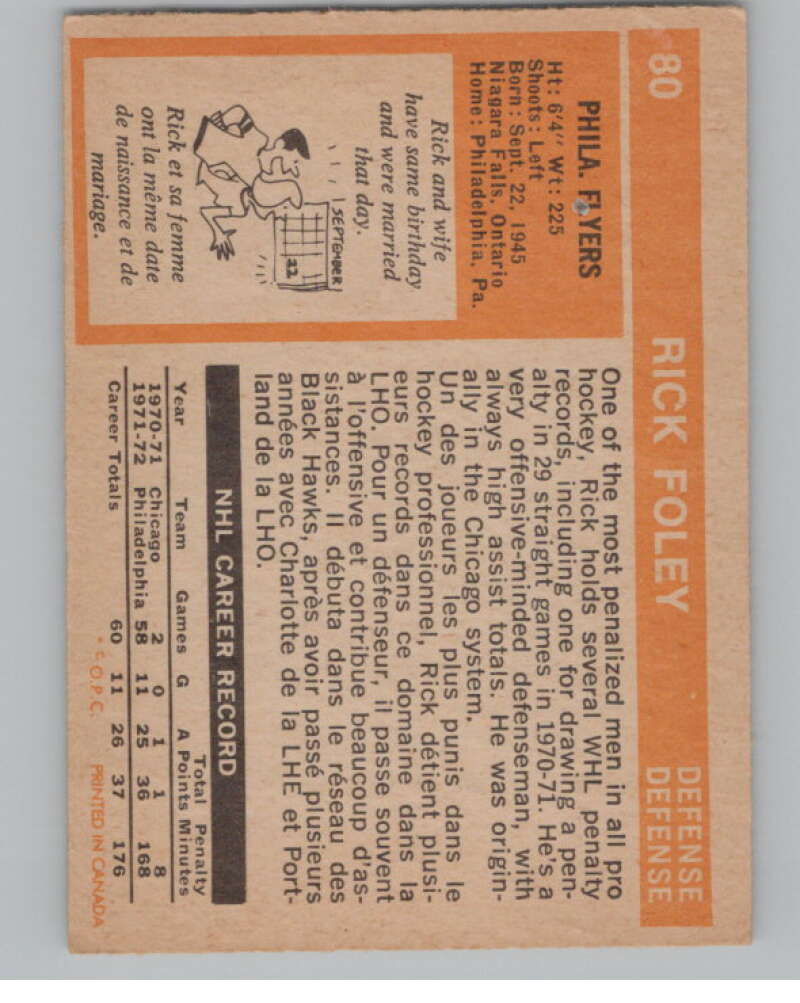 80
RICK FOLEY
DEFENSE
DEFENSE
PHILA. FLYERS
Ht: 6'4" Wt: 225
Shoots: Left
Born: Sept. 22, 1945
Niagara Falls, Ontario
Home: Philadelphia, Pa.
SEPTEMBER
22
Rick and wife
have same birthday
and were married
that day.
Rick et sa femme
ont la même date
de naissance et de
mariage.
One of the most penalized men in all pro
hockey, Rick holds several WHL penalty
records, including one for drawing a pen-
alty in 29 straight games in 1970-71. He's a
very offensive-minded defenseman, with
always high assist totals. He was origin-
ally in the Chicago system.
Un des joueurs les plus punis dans le
hockey professionnel, Rick détient plusi-
eurs records dans ce domaine dans la
LHO. Pour un défenseur, il passe souvent
à l'offensive et contribue beaucoup d'as-
sistances. Il débuta dans le réseau des
Black Hawks, après avoir passé plusieurs
années avec Charlotte de la LHE et Port-
land de la LHO.
NHL CAREER RECORD
Total Penalty
Year Team Games G A Points Minutes
1970-71 Chicago 2 0 1 1 8
1971-72 Philadelphia 58 11 25 36 168
Career Totals 60 11 26 37 176
* © O.P.C. PRINTED IN CANADA